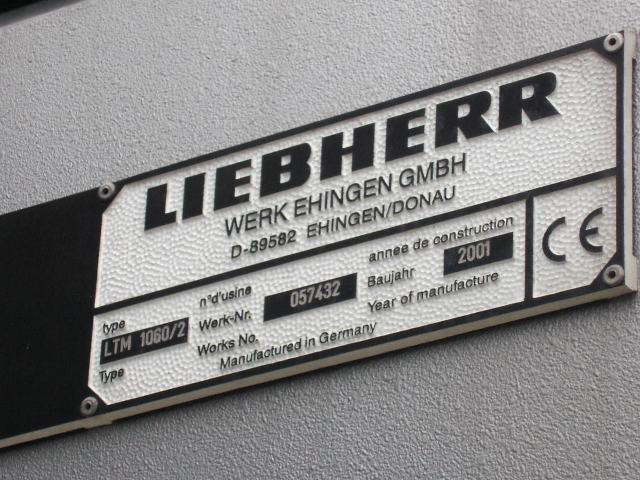 LIEBHERR
WERK EHINGEN GMBH
D-89582 EHINGEN/DONAU
type
LTM 1060/2
Type
n°d'usine
Werk-Nr.
Works No.
057432
annee de construction
Baujahr
Year of manufacture
2001
Manufactured in Germany
CE